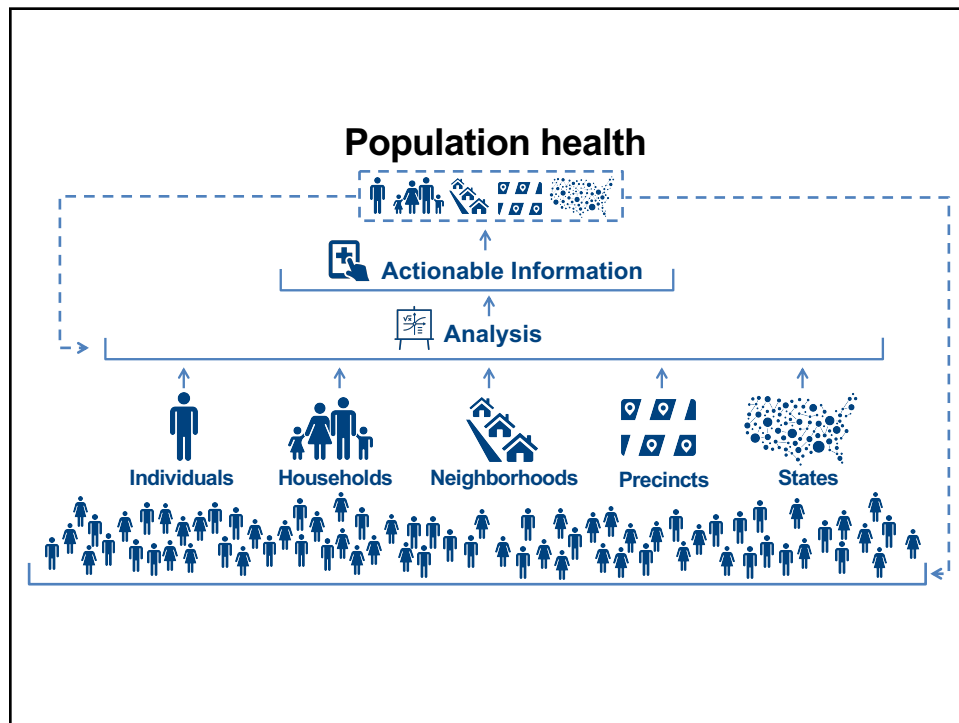 Population health
Actionable Information
Analysis
Individuals
Households
Neighborhoods
Precincts
States